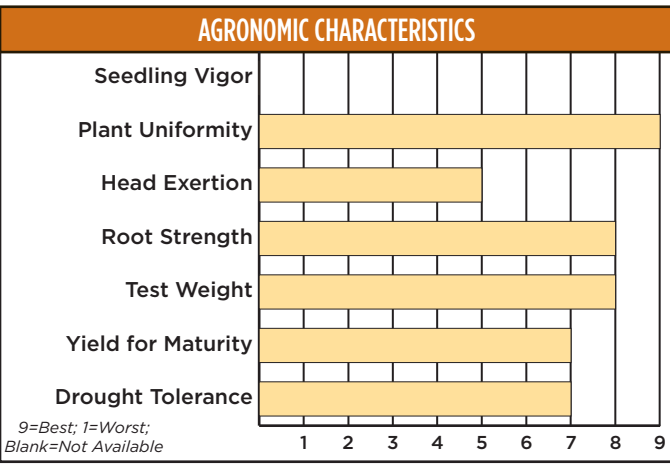 AGRONOMIC CHARACTERISTICS
Seedling Vigor
Plant Uniformity
Head Exertion
Root Strength
Test Weight
Yield for Maturity
Drought Tolerance
9=Best; 1=Worst;
Blank=Not Available
1 2 3 4 5 6 7 8 9